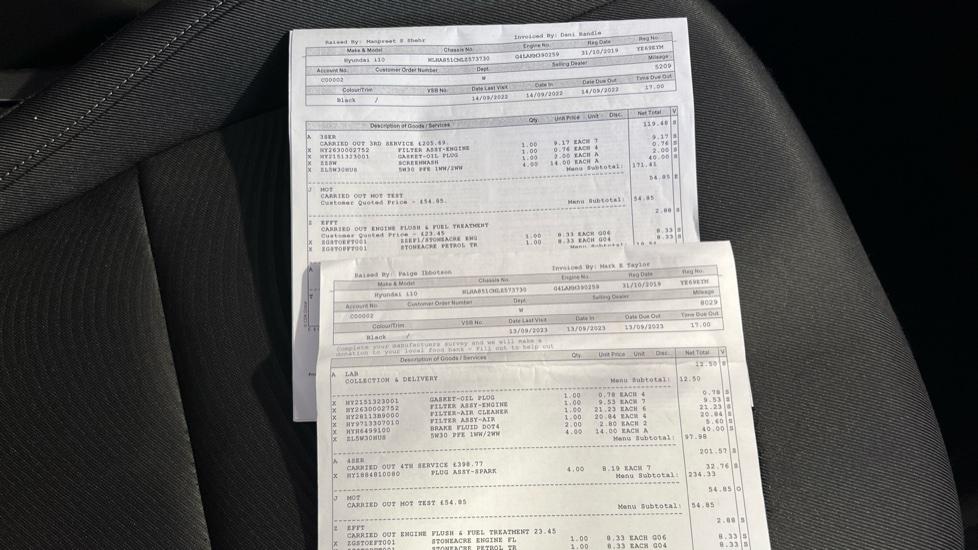 Raised By: Manpreet S Shehr Invoiced By: Dani Randle
Make & Model Chassis No. Engine No. Reg Date Reg No.
Hyundai i10 NLHA851CMLZ573730 G4LAKM390259 31/10/2019 YE69EYM
Account No. Customer Order Number Dept. Selling Dealer Mileage
C00002 W 5209
Colour/Trim VSB No. Date Last Visit Date In Date Due Out Time Due Out
Black / 14/09/2022 14/09/2022 14/09/2022 17.00
Description of Goods / Services Qty. Unit Price Unit Disc. Net Total V
A 3SER 119.48 S
CARRIED OUT 3RD SERVICE £205.69.
X HY2630002752 FILTER ASSY-ENGINE 1.00 9.17 EACH 7 9.17 S
X HY2151323001 GASKET-OIL PLUG 1.00 0.76 EACH 4 0.76 S
X ZZSW SCREENWASH 1.00 2.00 EACH A 2.00 S
X ZL5W30HUS 5W30 PFE 1WW/2WW 4.00 14.00 EACH A 40.00 S
Menu Subtotal: 171.41
J MOT 54.85 E
CARRIED OUT MOT TEST
Customer Quoted Price - £54.85. Menu Subtotal: 54.85
Z EFFT 2.88 S
CARRIED OUT ENGINE FLUSH & FUEL TREATMENT
Customer Quoted Price - £23.45
X ZGSTOEFT001 1.00 8.33 EACH G06 8.33 S
X ZGSTOPFT001 STONEACRE PETROL TR 1.00 8.33 EACH G04 8.33 S
Raised By: Paige Ibbotson Invoiced By: Mark E Taylor
Make & Model Chassis No. Engine No. Reg Date Reg No.
Hyundai i10 NLHA851CMLZ573730 G4LAKM390259 31/10/2019 YE69EYM
Account No. Customer Order Number Dept. Selling Dealer Mileage
C00002 W 8029
Colour/Trim VSB No. Date Last Visit Date In Date Due Out Time Due Out
Black / 13/09/2023 13/09/2023 13/09/2023 17.00
Complete your manufacturers survey and we will make a
donation to your local food bank - Fill out to help out
Description of Goods / Services Qty. Unit Price Unit Disc. Net Total V
A LAB 12.50 S
COLLECTION & DELIVERY Menu Subtotal: 12.50
X HY2151323001 GASKET-OIL PLUG 1.00 0.78 EACH 4 0.78 S
X HY2630002752 FILTER ASSY-ENGINE 1.00 9.53 EACH 7 9.53 S
X HY28113B9000 FILTER-AIR CLEANER 1.00 21.23 EACH 6 21.23 S
X HY9713307010 FILTER ASSY-AIR 1.00 20.84 EACH 4 20.84 S
X HYH6499100 BRAKE FLUID DOT4 2.00 2.80 EACH 2 5.60 S
X ZL5W30HUS 5W30 PFE 1WW/2WW 4.00 14.00 EACH A 40.00 S
Menu Subtotal: 97.98
A 4SER 201.57 S
CARRIED OUT 4TH SERVICE £398.77
X HY1884810080 PLUG ASSY-SPARK 4.00 8.19 EACH 7 32.76 S
Menu Subtotal: 234.33
J MOT 54.85 O
CARRIED OUT MOT TEST £54.85
Menu Subtotal: 54.85
Z EFFT 2.88 S
CARRIED OUT ENGINE FLUSH & FUEL TREATMENT 23.45
X ZGSTOEFT001 STONEACRE ENGINE FL 1.00 8.33 EACH G06 8.33 S
STONEACRE PETROL TR 1.00 8.33 EACH G04 8.33 S